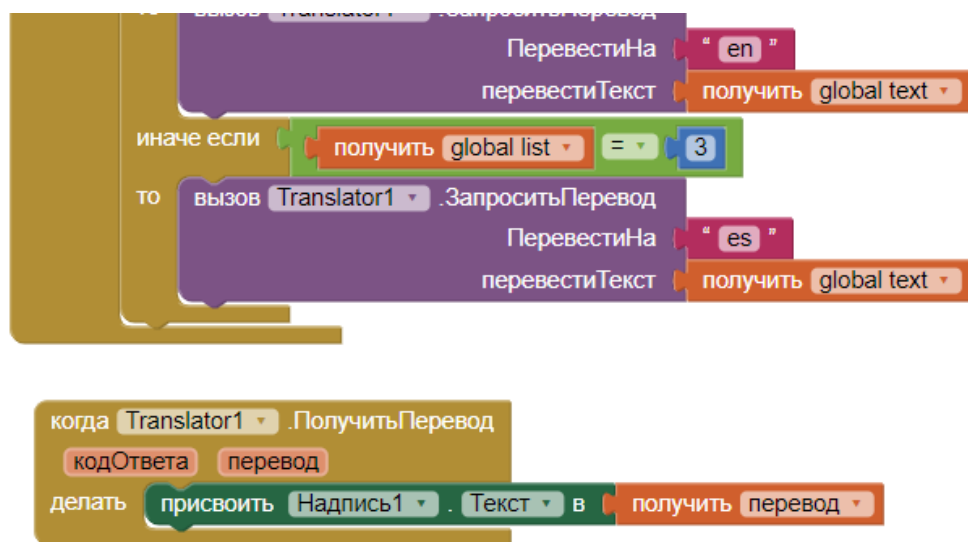 ПеревестиНа “ en ”
перевестиТекст получить global text
иначе если получить global list = 3
то вызов Translator1 .ЗапроситьПеревод
ПеревестиНа “ es ”
перевестиТекст получить global text
когда Translator1 .ПолучитьПеревод
кодОтвета перевод
делать присвоить Надпись1 . Текст в получить перевод